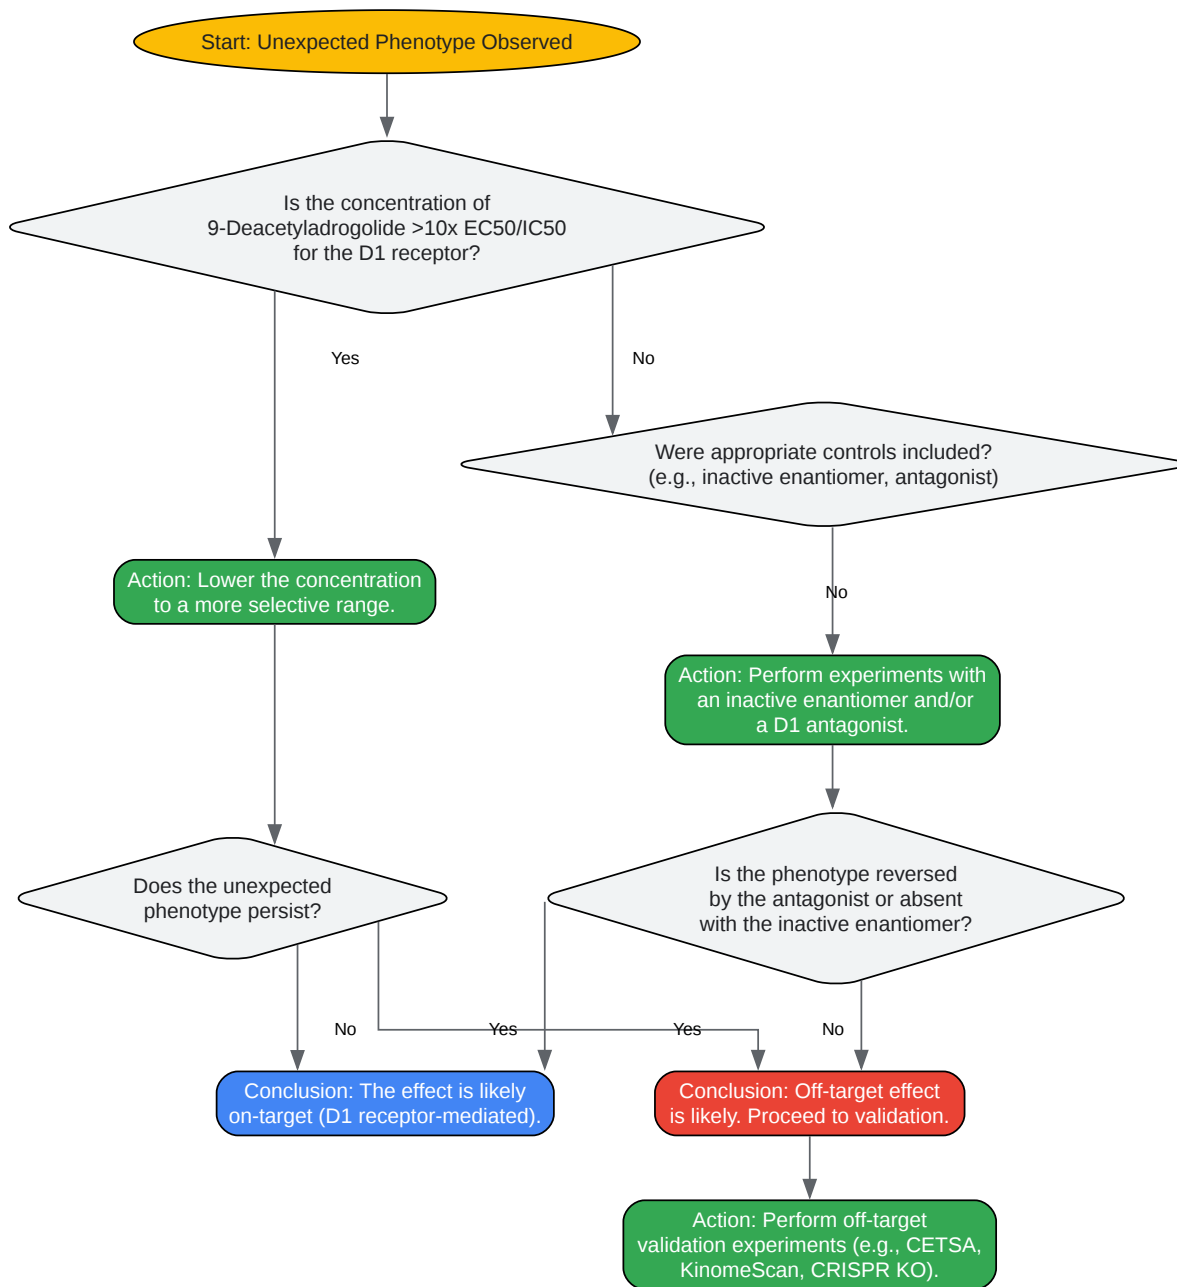 Start: Unexpected Phenotype Observed
Is the concentration of
9-Deacetyladrogolide >10x EC50/IC50
for the D1 receptor?
Yes
No
Were appropriate controls included?
(e.g., inactive enantiomer, antagonist)
Action: Lower the concentration
to a more selective range.
No
Action: Perform experiments with
an inactive enantiomer and/or
a D1 antagonist.
Does the unexpected
phenotype persist?
Is the phenotype reversed
by the antagonist or absent
with the inactive enantiomer?
No
Yes
Yes
No
Conclusion: The effect is likely
on-target (D1 receptor-mediated).
Conclusion: Off-target effect
is likely. Proceed to validation.
Action: Perform off-target
validation experiments (e.g., CETSA,
KinomeScan, CRISPR KO).